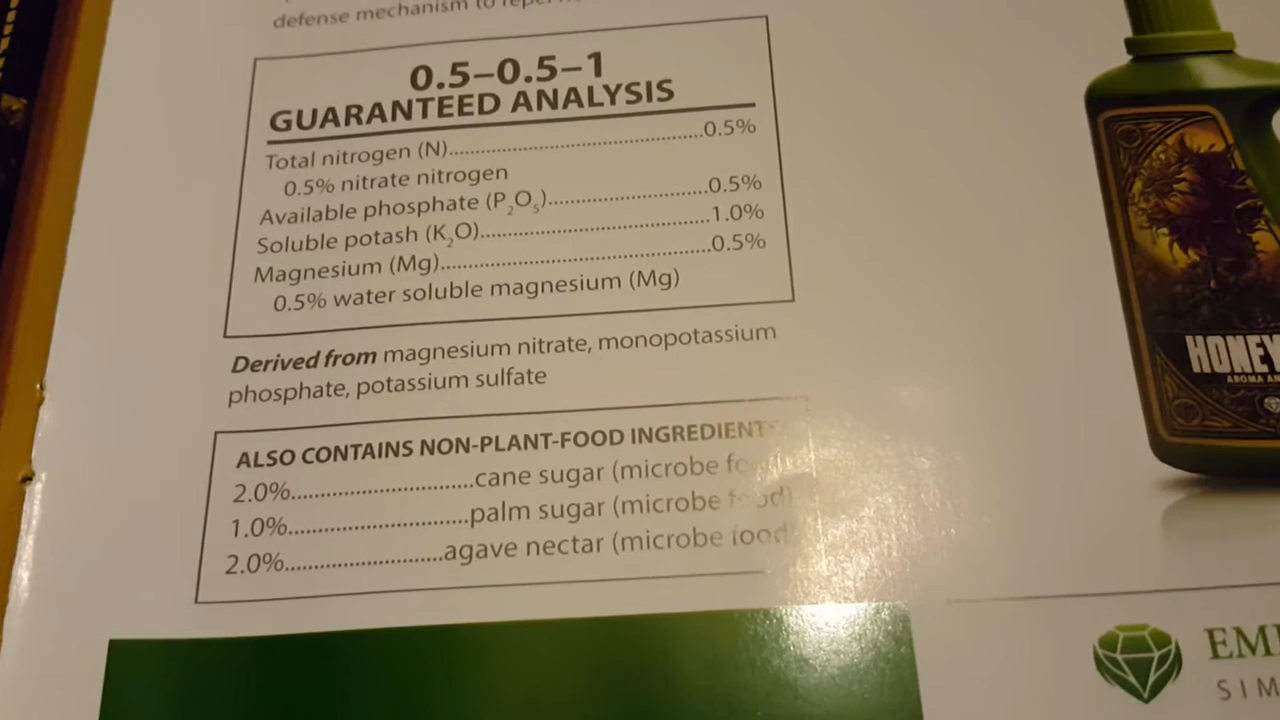 defense mechanism to repel
0.5–0.5–1
GUARANTEED ANALYSIS
Total nitrogen (N)..........................................0.5%
0.5% nitrate nitrogen
Available phosphate (P₂O₅)..........................0.5%
Soluble potash (K₂O).....................................1.0%
Magnesium (Mg)............................................0.5%
0.5% water soluble magnesium (Mg)
Derived from magnesium nitrate, monopotassium
phosphate, potassium sulfate
ALSO CONTAINS NON-PLANT-FOOD INGREDIENTS
2.0%.............................cane sugar (microbe food)
1.0%.............................palm sugar (microbe food)
2.0%.........................agave nectar (microbe food)
HONEY
AROMA
EM
SIM